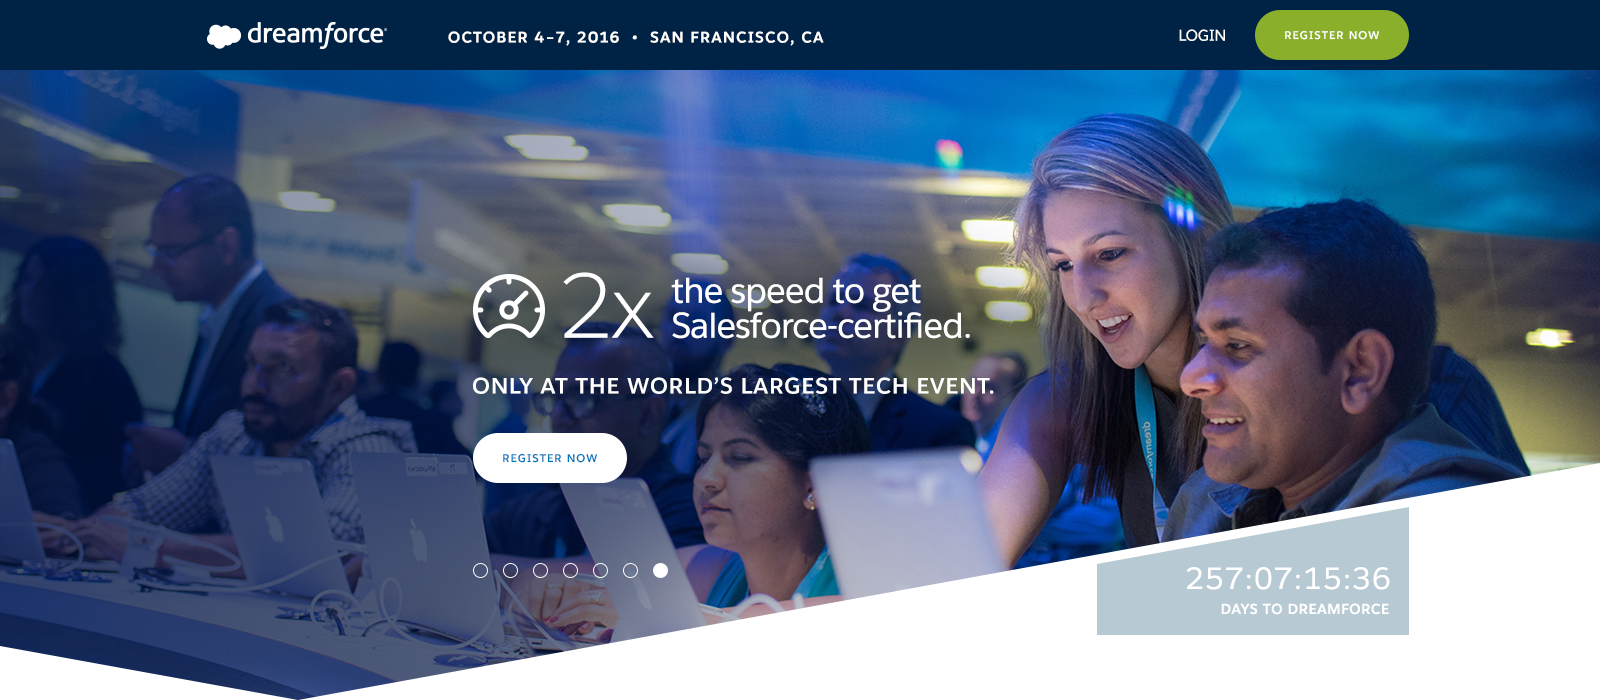 dreamforce
OCTOBER 4–7, 2016 • SAN FRANCISCO, CA
LOGIN
REGISTER NOW
2x
the speed to get
Salesforce-certified.
ONLY AT THE WORLD'S LARGEST TECH EVENT.
REGISTER NOW
dreamforce
257:07:15:36
DAYS TO DREAMFORCE